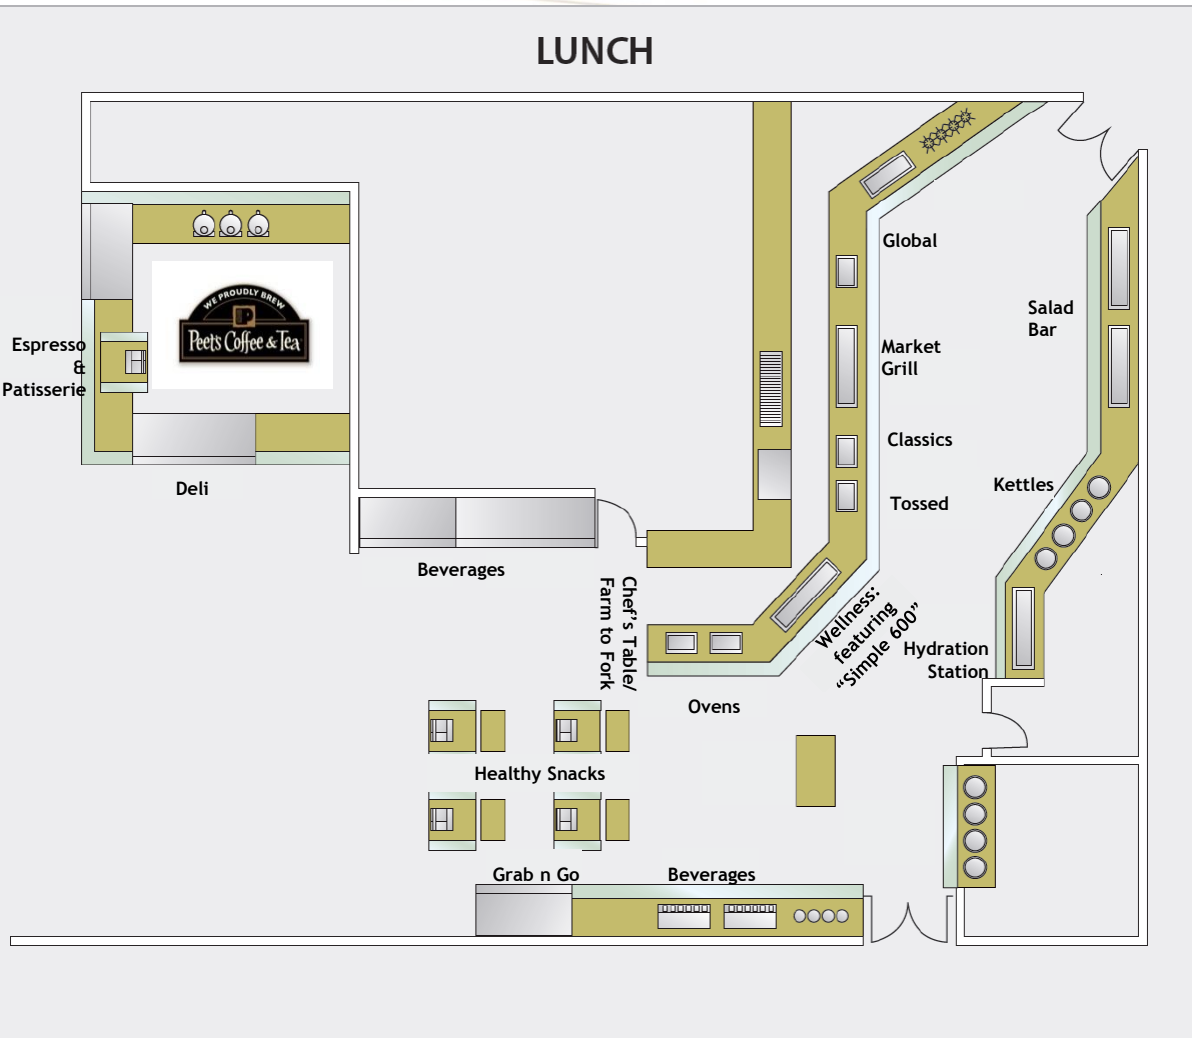 LUNCH
Global
Salad
Bar
WE PROUDLY BREW
Peet's Coffee & Tea
Espresso
&
Patisserie
Market
Grill
Classics
Deli
Kettles
Tossed
Beverages
Chef's Table/
Farm to Fork
Wellness:
featuring
“Simple 600”
Hydration
Station
Ovens
Healthy Snacks
Grab n Go
Beverages